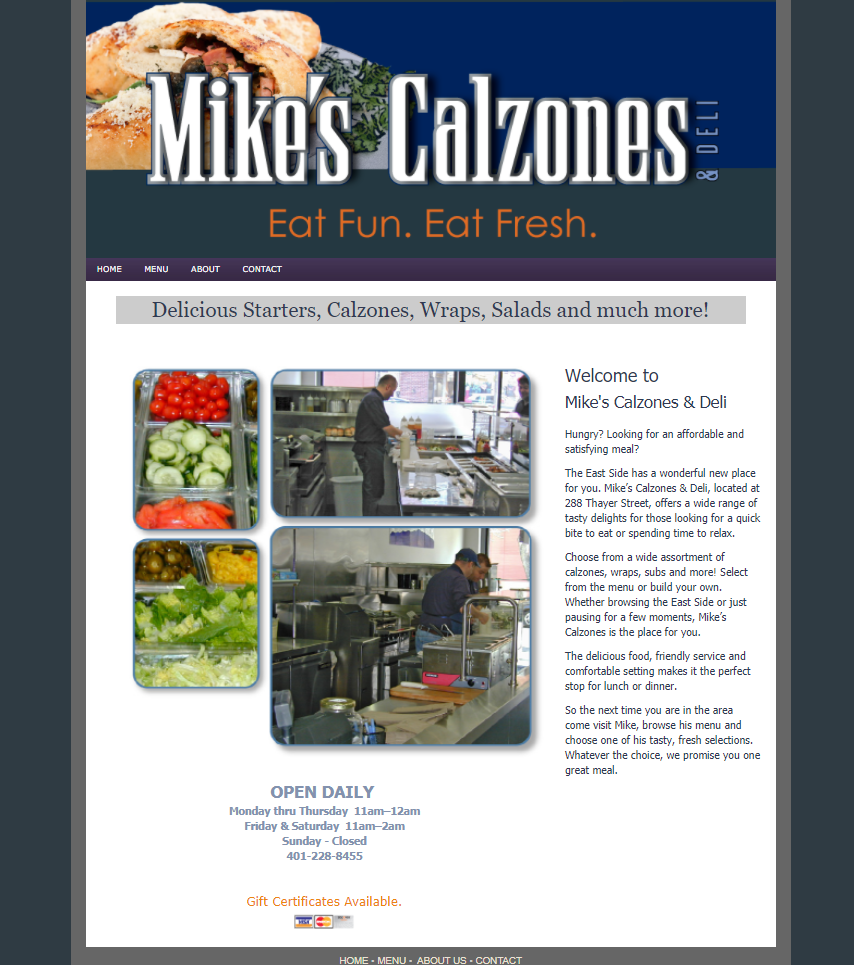 Mike's Calzones
& DELI
Eat Fun. Eat Fresh.
HOME MENU ABOUT CONTACT
Delicious Starters, Calzones, Wraps, Salads and much more!
Welcome to
Mike's Calzones & Deli
Hungry? Looking for an affordable and
satisfying meal?
The East Side has a wonderful new place
for you. Mike’s Calzones & Deli, located at
288 Thayer Street, offers a wide range of
tasty delights for those looking for a quick
bite to eat or spending time to relax.
Choose from a wide assortment of
calzones, wraps, subs and more! Select
from the menu or build your own.
Whether browsing the East Side or just
pausing for a few moments, Mike’s
Calzones is the place for you.
The delicious food, friendly service and
comfortable setting makes it the perfect
stop for lunch or dinner.
So the next time you are in the area
come visit Mike, browse his menu and
choose one of his tasty, fresh selections.
Whatever the choice, we promise you one
great meal.
OPEN DAILY
Monday thru Thursday 11am–12am
Friday & Saturday 11am–2am
Sunday - Closed
401-228-8455
Gift Certificates Available.
VISA MasterCard
HOME - MENU - ABOUT US - CONTACT